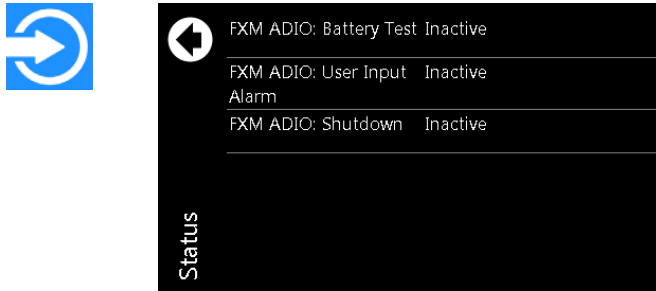 FXM ADIO: Battery Test Inactive
FXM ADIO: User Input Inactive
Alarm
FXM ADIO: Shutdown Inactive
Status